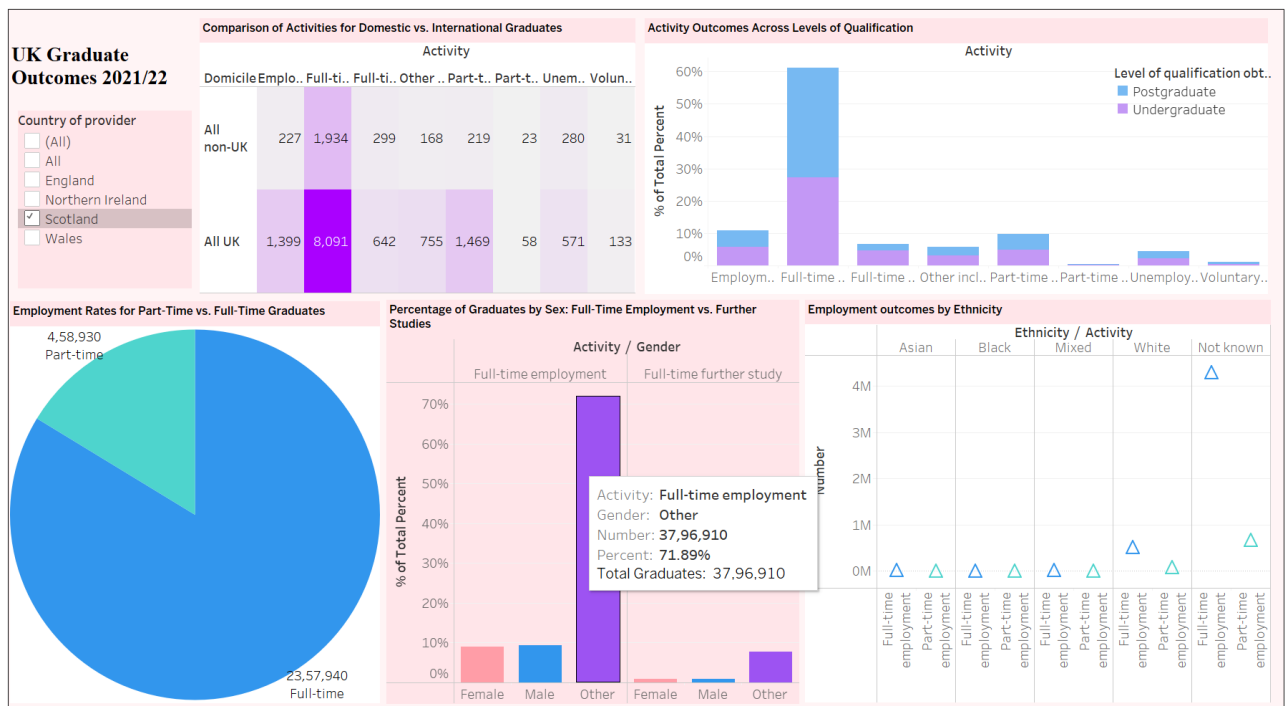 UK Graduate
Outcomes 2021/22
Country of provider
(All)
All
England
Northern Ireland
Scotland
Wales
Comparison of Activities for Domestic vs. International Graduates
Activity
Domicile Emplo.. Full-ti.. Full-ti.. Other .. Part-t.. Part-t.. Unem.. Volun..
All
non-UK
227 1,934 299 168 219 23 280 31
All UK 1,399 8,091 642 755 1,469 58 571 133
Activity Outcomes Across Levels of Qualification
Activity
Level of qualification obt..
Postgraduate
Undergraduate
% of Total Percent
60%
50%
40%
30%
20%
10%
0%
Employm.. Full-time .. Full-time .. Other incl.. Part-time .. Part-time .. Unemploy.. Voluntary..
Employment Rates for Part-Time vs. Full-Time Graduates
4,58,930
Part-time
23,57,940
Full-time
Percentage of Graduates by Sex: Full-Time Employment vs. Further
Studies
Activity / Gender
Full-time employment Full-time further study
% of Total Percent
70%
60%
50%
40%
30%
20%
10%
0%
Female Male Other Female Male Other
Activity: Full-time employment
Gender: Other
Number: 37,96,910
Percent: 71.89%
Total Graduates: 37,96,910
Employment outcomes by Ethnicity
Ethnicity / Activity
Asian Black Mixed White Not known
Number
4M
3M
2M
1M
0M
Full-time
employment
Part-time
employment
Full-time
employment
Part-time
employment
Full-time
employment
Part-time
employment
Full-time
employment
Part-time
employment
Full-time
employment
Part-time
employment